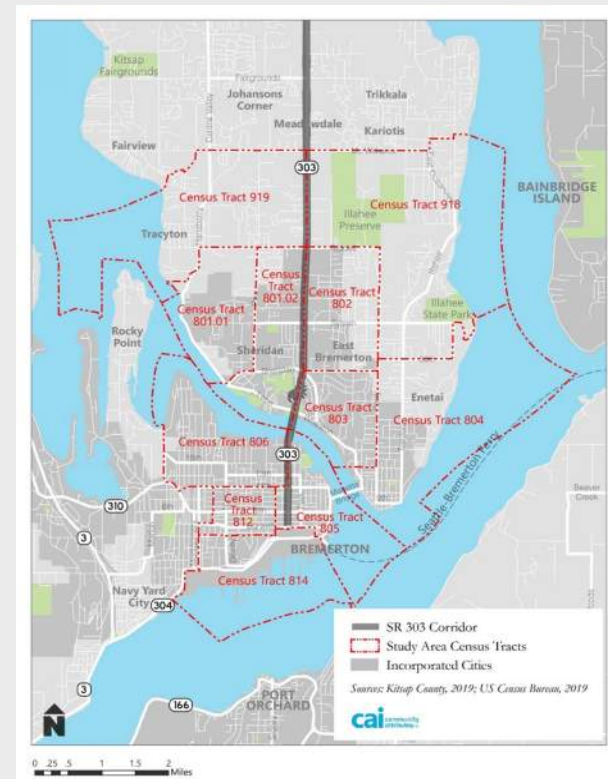 Kitsap
Fairgrounds
Fairgrounds
Johansons
Corner
Trikkala
Meadowdale
Kariotis
Fairview
303
BAINBRIDGE
ISLAND
Census Tract 919
Census Tract 918
Illahee
Preserve
Tracyton
Census
Tract
801.02
Census
Tract
802
Census
Tract
801.01
Illahee
State Park
Rocky
Point
Sheridan
East
Bremerton
Census
Tract
803
Enetai
Census Tract 804
Census Tract 806
303
Seattle-Bremerton Ferry
Beaver
Creek
310
Census
Tract
812
Census
Tract
805
3
BREMERTON
Census Tract 814
Navy Yard
City
304
3
166
PORT
ORCHARD
SR 303 Corridor
Study Area Census Tracts
Incorporated Cities
Sources: Kitsap County, 2019; US Census Bureau, 2019
cai community
attributes
N
0 .25 .5 1 1.5 2
Miles